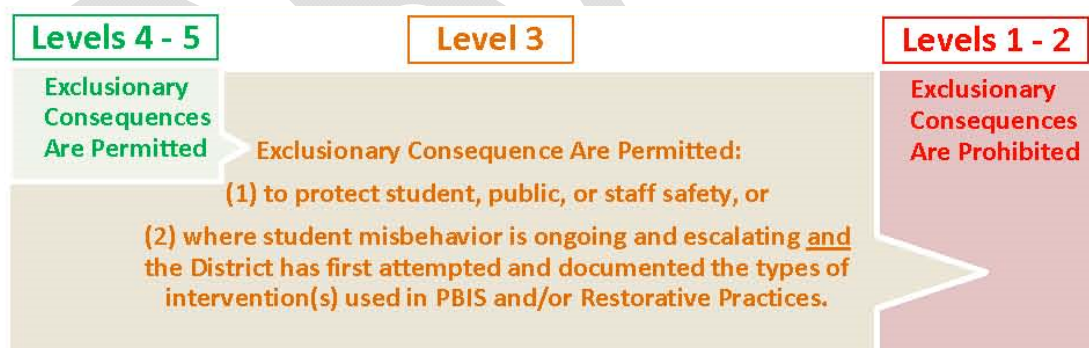 Levels 4 - 5
Exclusionary
Consequences
Are Permitted
Level 3
Exclusionary Consequence Are Permitted:
(1) to protect student, public, or staff safety, or
(2) where student misbehavior is ongoing and escalating and
the District has first attempted and documented the types of
intervention(s) used in PBIS and/or Restorative Practices.
Levels 1 - 2
Exclusionary
Consequences
Are Prohibited